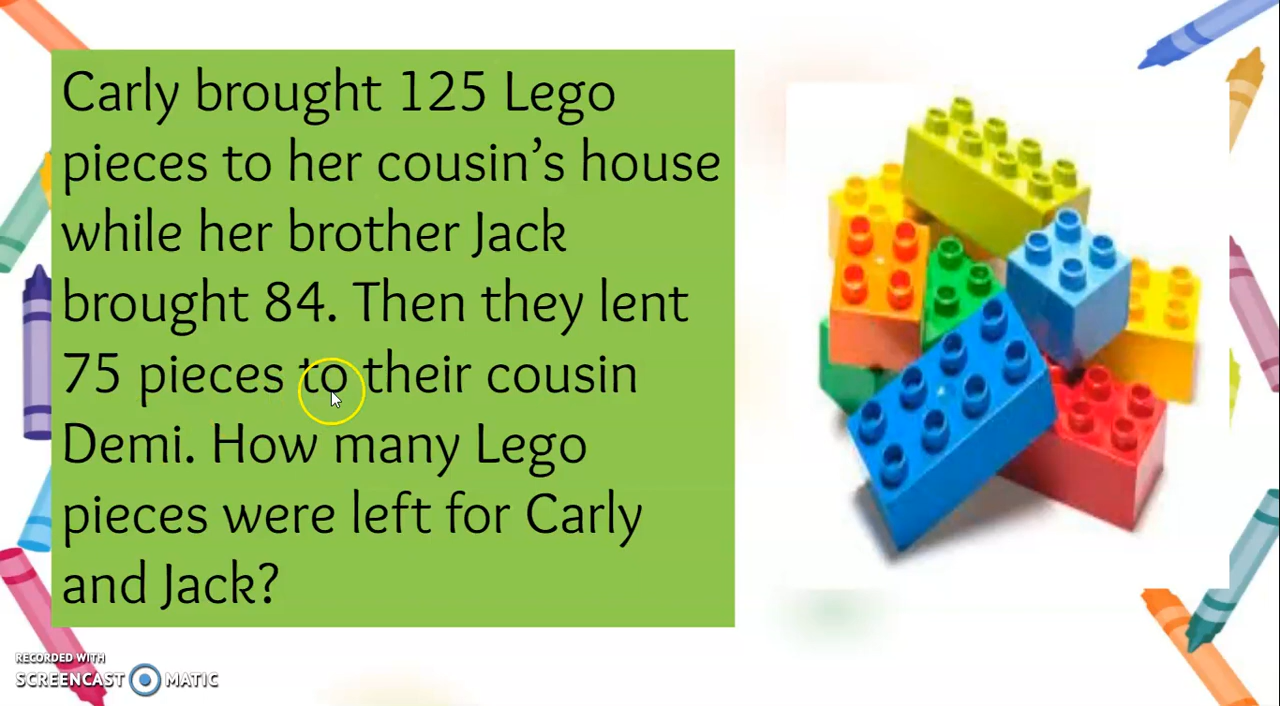 Carly brought 125 Lego
pieces to her cousin’s house
while her brother Jack
brought 84. Then they lent
75 pieces to their cousin
Demi. How many Lego
pieces were left for Carly
and Jack?
RECORDED WITH
SCREENCAST MATIC